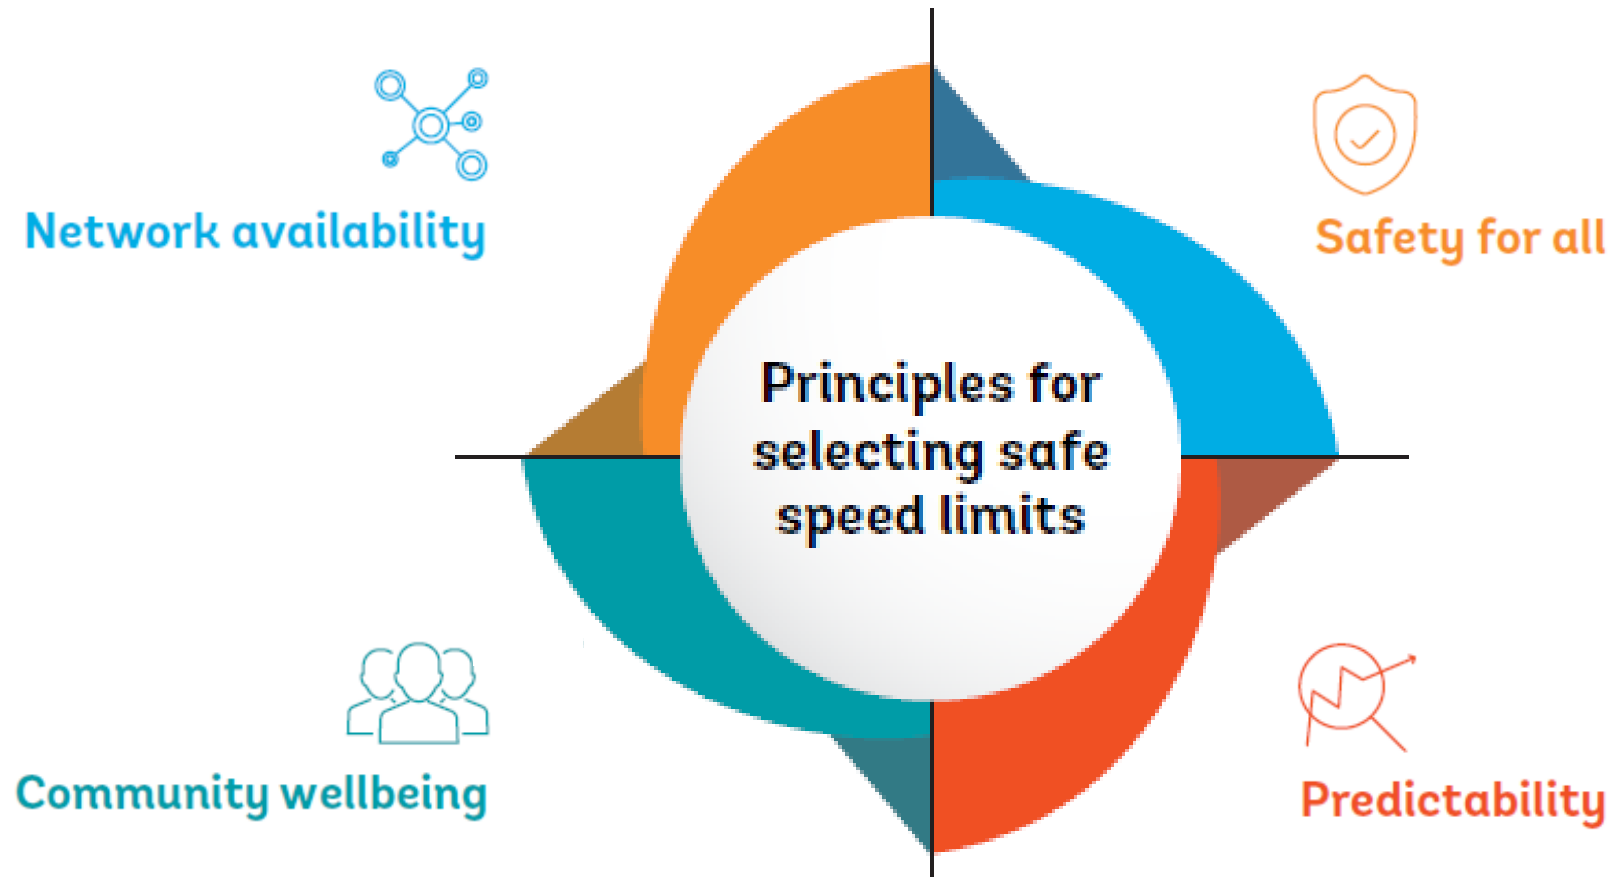 Network availability
Safety for all
Principles for
selecting safe
speed limits
Community wellbeing
Predictability